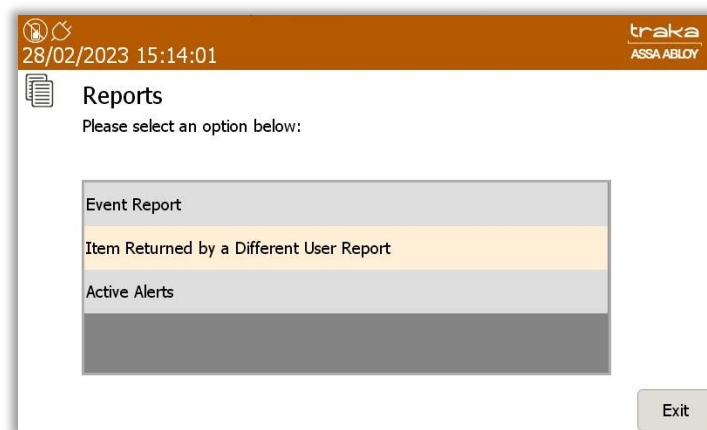 28/02/2023 15:14:01
traka
ASSA ABLOY
Reports
Please select an option below:
Event Report
Item Returned by a Different User Report
Active Alerts
Exit